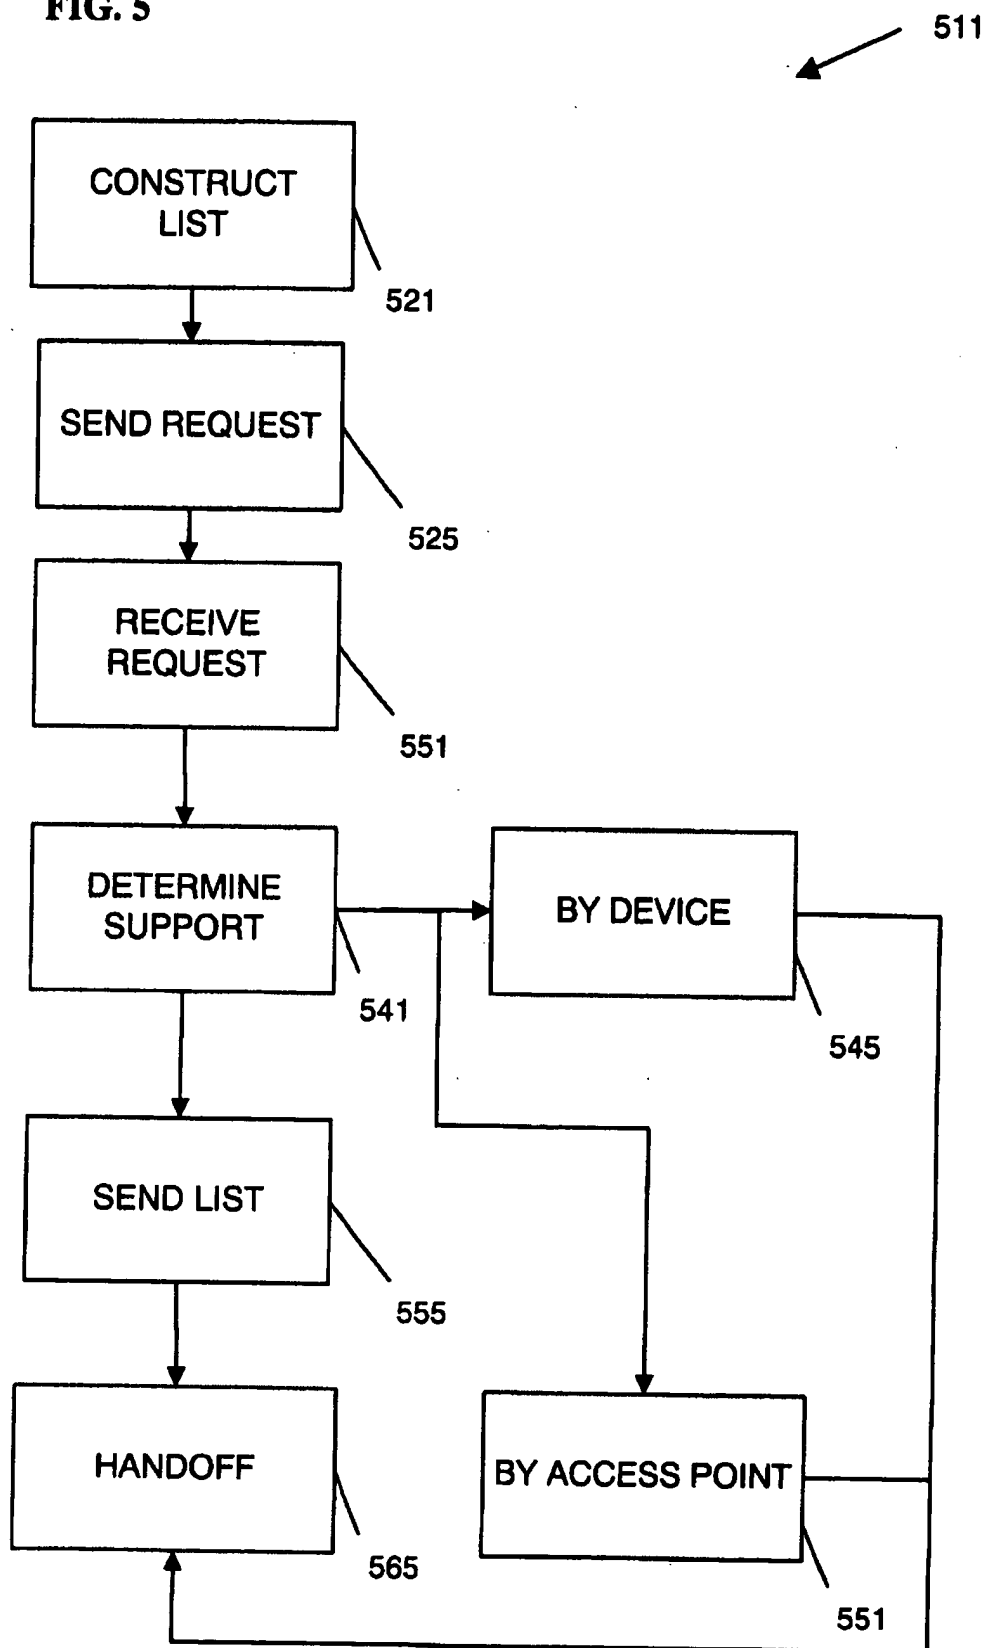 FIG. 5
511
CONSTRUCT
LIST
521
SEND REQUEST
525
RECEIVE
REQUEST
551
DETERMINE
SUPPORT
541
BY DEVICE
545
SEND LIST
555
HANDOFF
565
BY ACCESS POINT
551